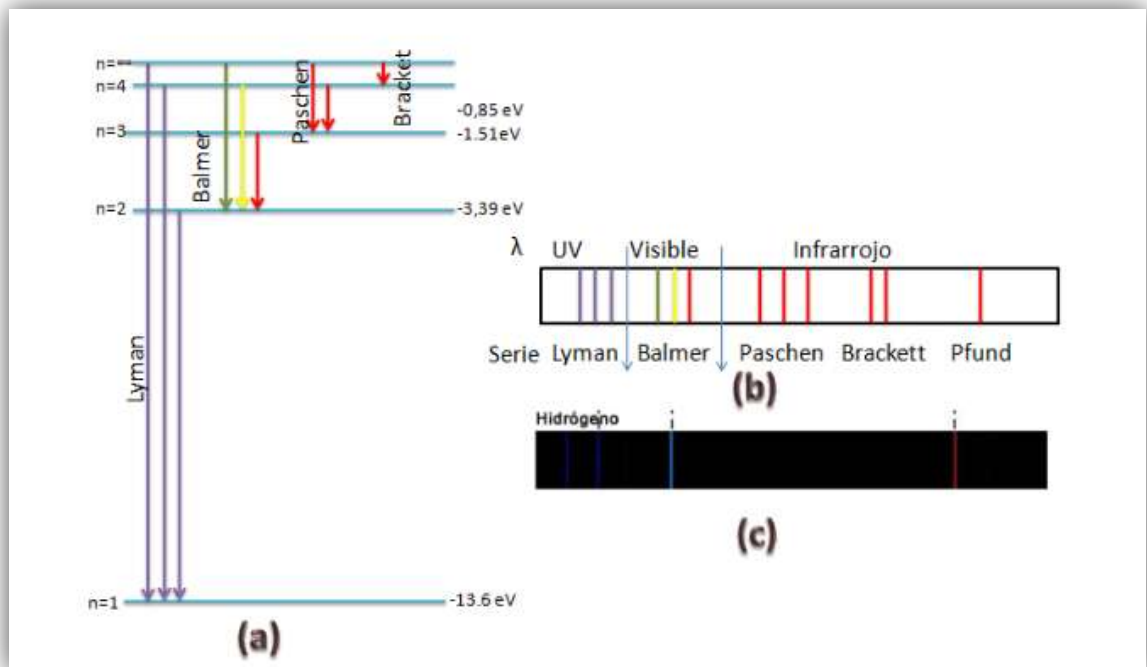 n=∞
n=4
-0,85 eV
n=3
-1.51eV
n=2
-3,39 eV
n=1
-13.6 eV
Lyman
Balmer
Paschen
Bracket
(a)
λ UV Visible Infrarrojo
Serie Lyman Balmer Paschen Brackett Pfund
(b)
Hidrógeno
(c)